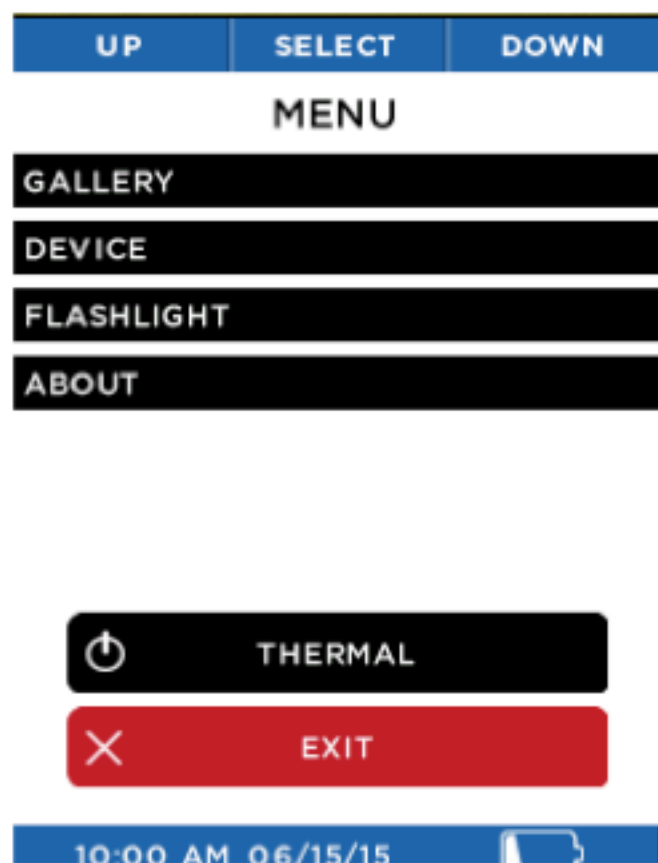 UP SELECT DOWN
MENU
GALLERY
DEVICE
FLASHLIGHT
ABOUT
THERMAL
EXIT
10:00 AM 06/15/15